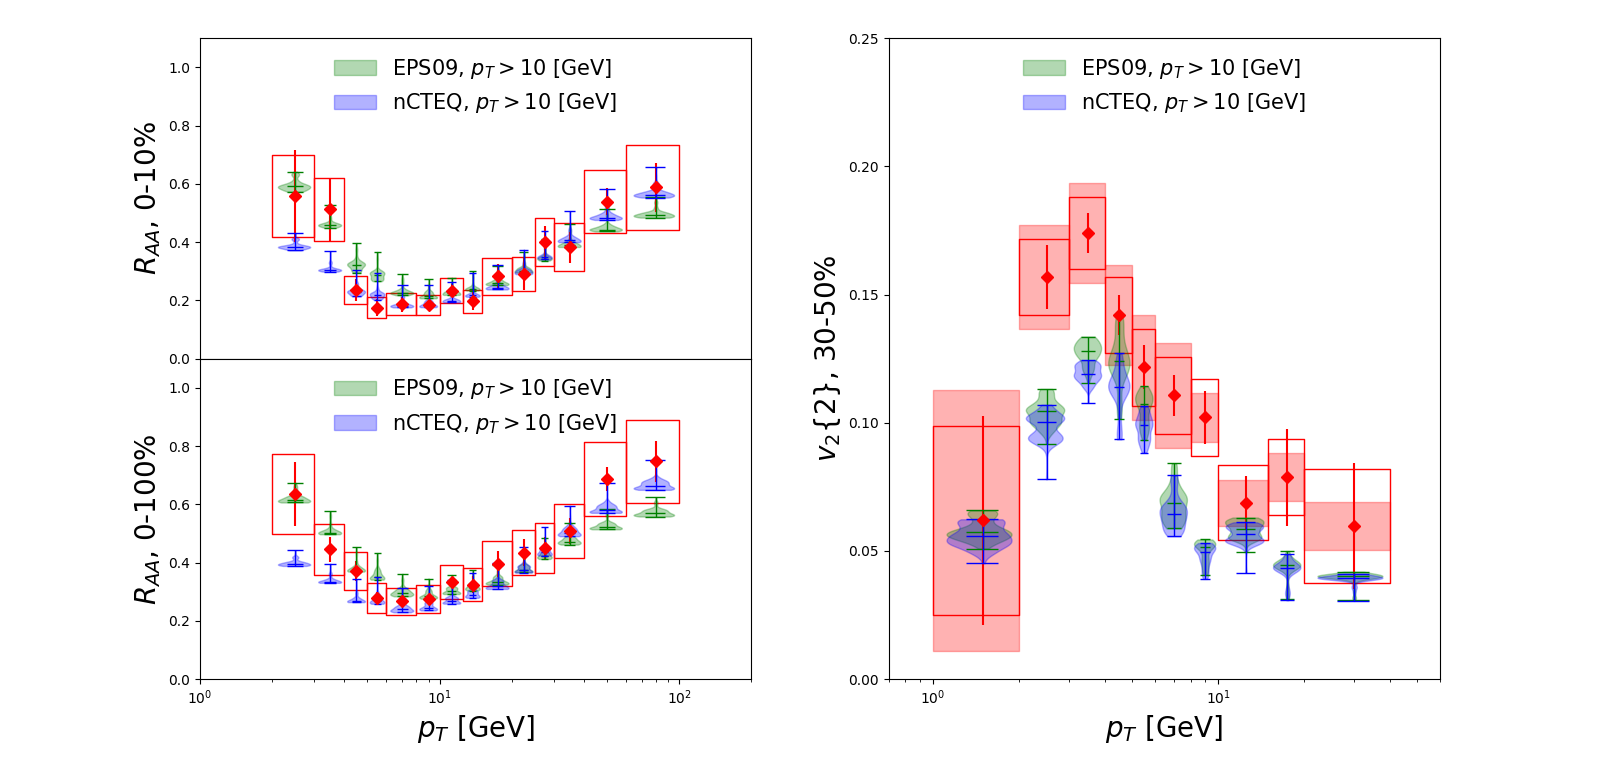 R_AA, 0-10%
1.0
0.8
0.6
0.4
0.2
0.0
EPS09, p_T > 10 [GeV]
nCTEQ, p_T > 10 [GeV]
R_AA, 0-100%
1.0
0.8
0.6
0.4
0.2
0.0
EPS09, p_T > 10 [GeV]
nCTEQ, p_T > 10 [GeV]
10^0
10^1
10^2
p_T [GeV]
v_2{2}, 30-50%
0.25
0.20
0.15
0.10
0.05
0.00
EPS09, p_T > 10 [GeV]
nCTEQ, p_T > 10 [GeV]
10^0
10^1
p_T [GeV]